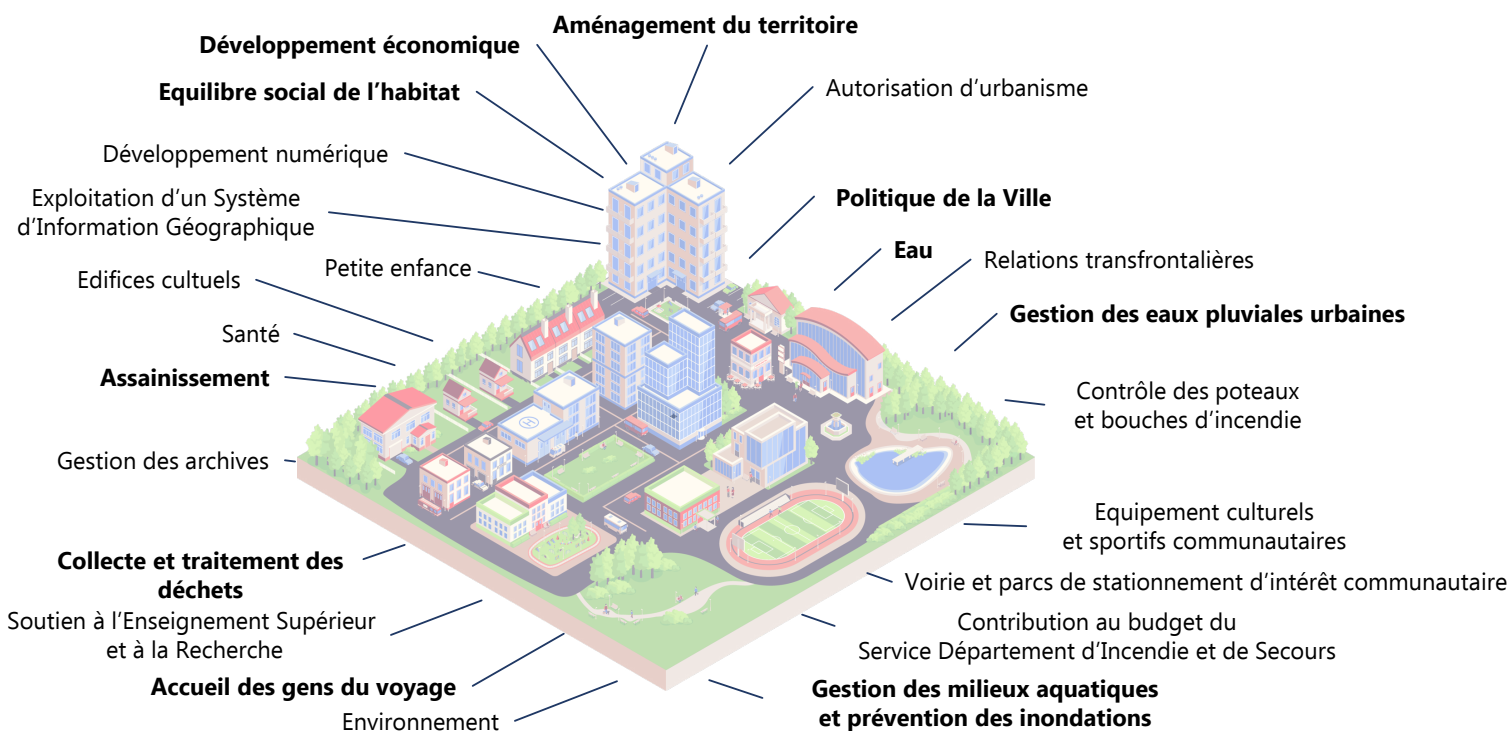 Aménagement du territoire
Développement économique
Equilibre social de l'habitat
Autorisation d'urbanisme
Développement numérique
Exploitation d'un Système
d'Information Géographique
Politique de la Ville
Eau
Relations transfrontalières
Petite enfance
Edifices cultuels
Gestion des eaux pluviales urbaines
Santé
Assainissement
Contrôle des poteaux
et bouches d'incendie
Gestion des archives
Equipement culturels
et sportifs communautaires
Collecte et traitement des
déchets
Voirie et parcs de stationnement d'intérêt communautaire
Soutien à l'Enseignement Supérieur
et à la Recherche
Contribution au budget du
Service Département d'Incendie et de Secours
Accueil des gens du voyage
Gestion des milieux aquatiques
et prévention des inondations
Environnement
H